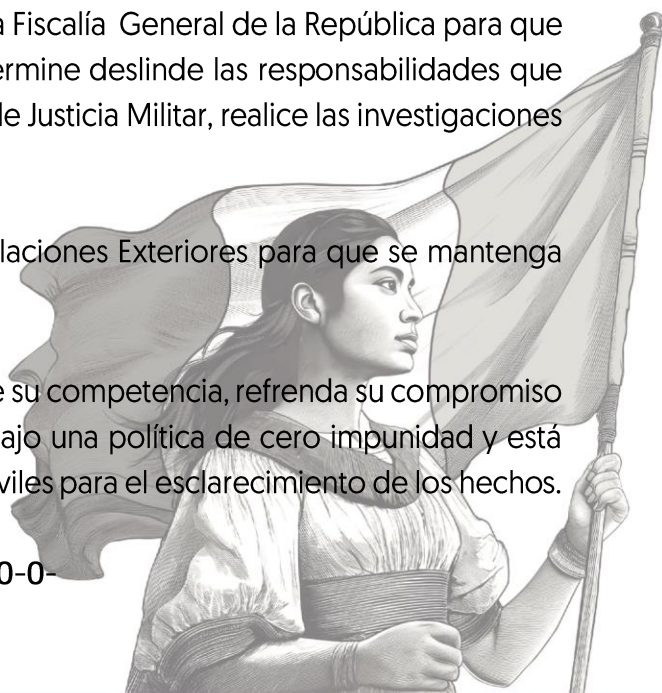 a Fiscalía General de la República para que
ermine deslinde las responsabilidades que
de Justicia Militar, realice las investigaciones
laciones Exteriores para que se mantenga
e su competencia, refrenda su compromiso
ajo una política de cero impunidad y está
viles para el esclarecimiento de los hechos.
0-0-